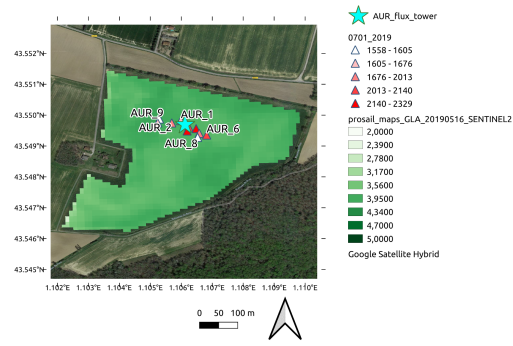 AUR_flux_tower
0701_2019
1558 - 1605
1605 - 1676
1676 - 2013
2013 - 2140
2140 - 2329
prosail_maps_GLA_20190516_SENTINEL2
2,0000
2,3900
2,7800
3,1700
3,5600
3,9500
4,3400
4,7000
5,0000
Google Satellite Hybrid
43.552°N
43.551°N
43.550°N
43.549°N
43.548°N
43.547°N
43.546°N
43.545°N
AUR_9
AUR_1
AUR_2
AUR_6
AUR_8
1.102°E
1.103°E
1.104°E
1.105°E
1.106°E
1.107°E
1.108°E
1.109°E
1.110°E
0 50 100 m